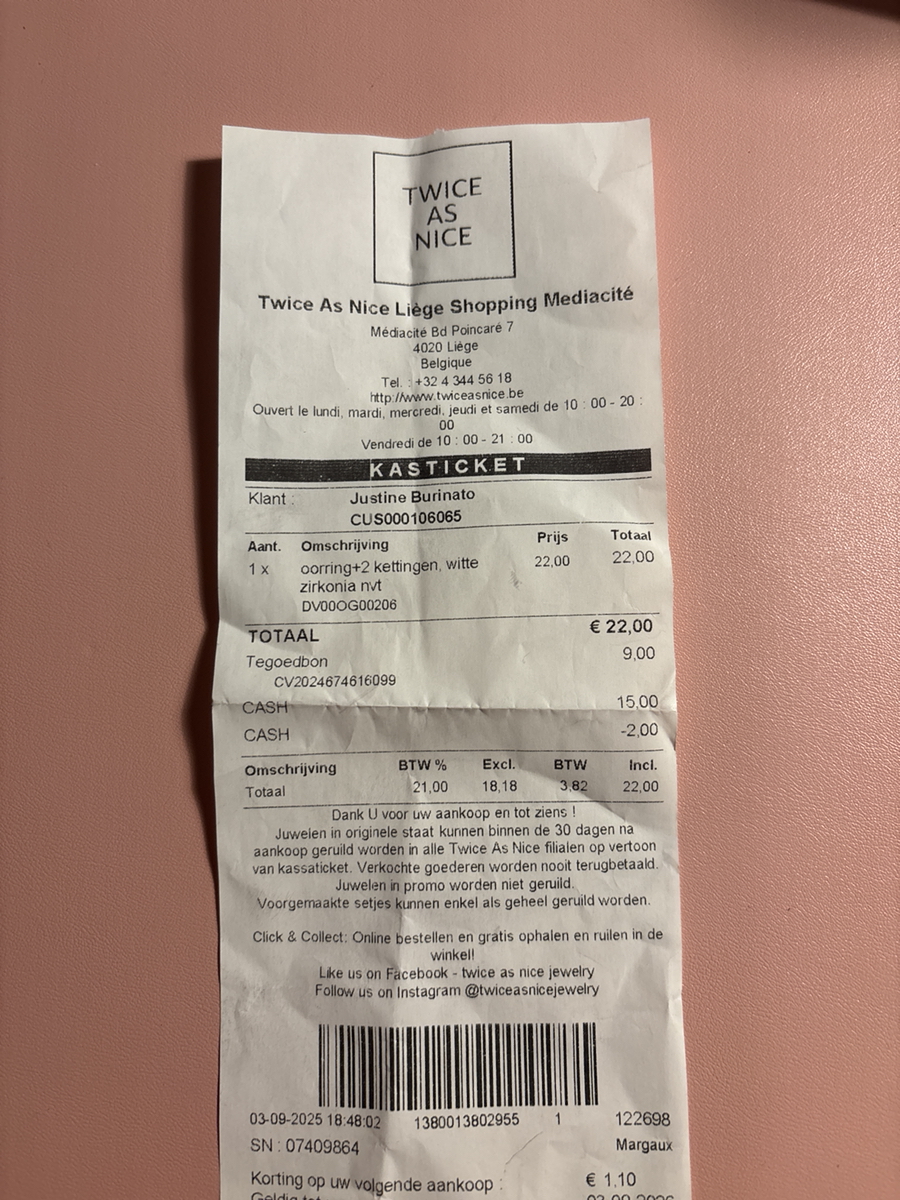 TWICE
AS
NICE
Twice As Nice Liège Shopping Mediacité
Médiacité Bd Poincaré 7
4020 Liège
Belgique
Tel. : +32 4 344 56 18
http://www.twiceasnice.be
Ouvert le lundi, mardi, mercredi, jeudi et samedi de 10 : 00 - 20 :
00
Vendredi de 10 : 00 - 21 : 00
KASTICKET
Klant : Justine Burinato
CUS000106065
Aant. Omschrijving Prijs Totaal
1 x oorring+2 kettingen, witte 22,00 22,00
zirkonia nvt
DV00OG00206
TOTAAL € 22,00
Tegoedbon 9,00
CV2024674616099
CASH 15,00
CASH -2,00
Omschrijving BTW % Excl. BTW Incl.
Totaal 21,00 18,18 3,82 22,00
Dank U voor uw aankoop en tot ziens !
Juwelen in originele staat kunnen binnen de 30 dagen na
aankoop geruild worden in alle Twice As Nice filialen op vertoon
van kassaticket. Verkochte goederen worden nooit terugbetaald.
Juwelen in promo worden niet geruild.
Voorgemaakte setjes kunnen enkel als geheel geruild worden.
Click & Collect: Online bestellen en gratis ophalen en ruilen in de
winkel!
Like us on Facebook - twice as nice jewelry
Follow us on Instagram @twiceasnicejewelry
03-09-2025 18:48:02 1380013802955 1 122698
SN : 07409864 Margaux
Korting op uw volgende aankoop : € 1,10